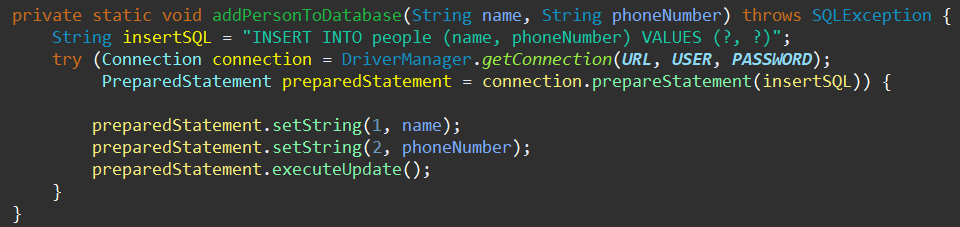 private static void addPersonToDatabase(String name, String phoneNumber) throws SQLException {
    String insertSQL = "INSERT INTO people (name, phoneNumber) VALUES (?, ?)";
    try (Connection connection = DriverManager.getConnection(URL, USER, PASSWORD);
         PreparedStatement preparedStatement = connection.prepareStatement(insertSQL)) {
        preparedStatement.setString(1, name);
        preparedStatement.setString(2, phoneNumber);
        preparedStatement.executeUpdate();
    }
}